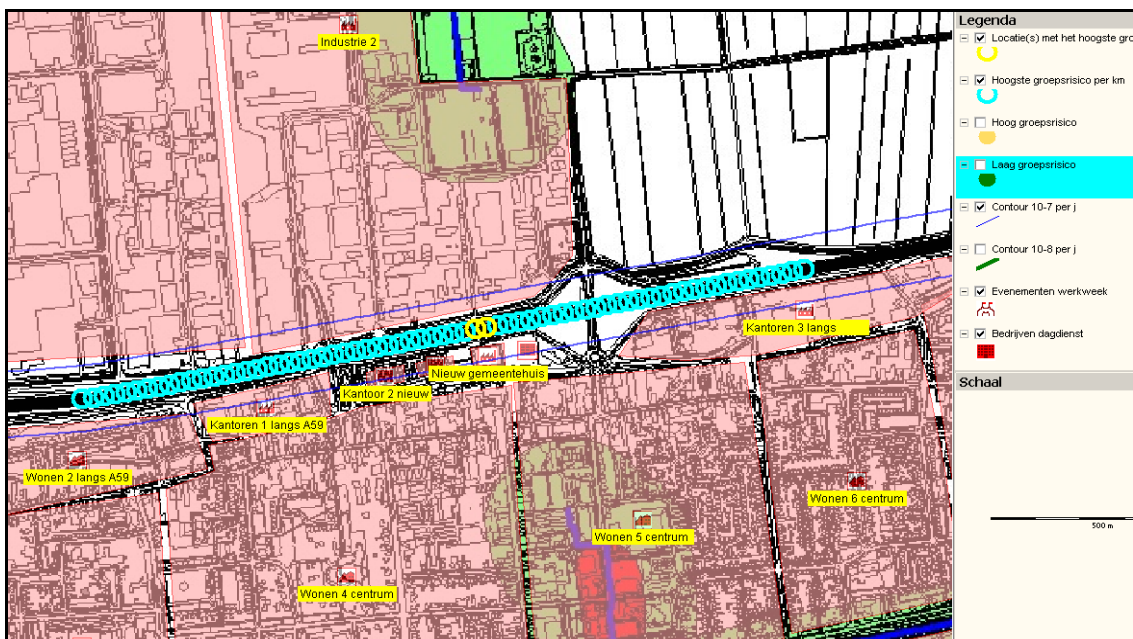 Industrie 2
Kantoren 3 langs
Nieuw gemeentehuis
Kantoor 2 nieuw
Kantoren 1 langs A59
Wonen 2 langs A59
Wonen 6 centrum
Wonen 5 centrum
Wonen 4 centrum
Legenda
Locatie(s) met het hoogste gro
Hoogste groepsrisico per km
Hoog groepsrisico
Laag groepsrisico
Contour 10-7 per j
Contour 10-8 per j
Evenementen werkweek
Bedrijven dagdienst
Schaal
500 m